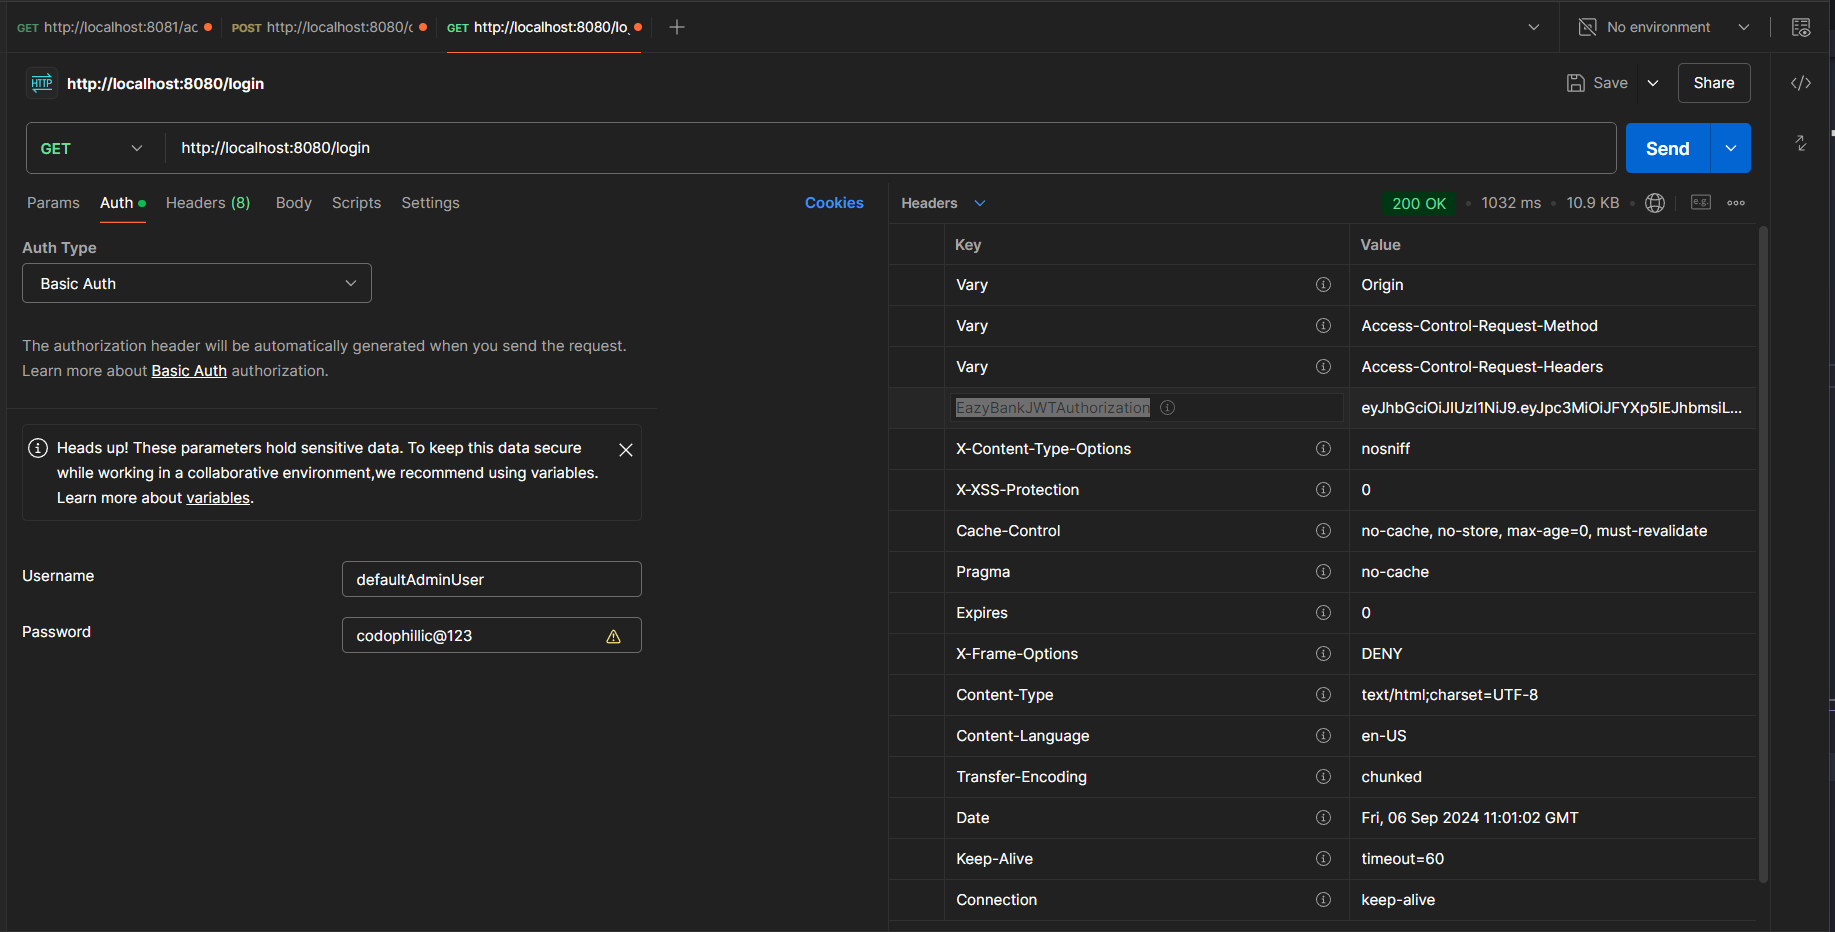 GET http://localhost:8081/ac POST http://localhost:8080/c GET http://localhost:8080/lo No environment
HTTP http://localhost:8080/login Save Share
GET http://localhost:8080/login Send
Params Auth Headers (8) Body Scripts Settings Cookies
Auth Type
Basic Auth
The authorization header will be automatically generated when you send the request.
Learn more about Basic Auth authorization.
Heads up! These parameters hold sensitive data. To keep this data secure
while working in a collaborative environment,we recommend using variables.
Learn more about variables.
Username defaultAdminUser
Password codophillic@123
Headers 200 OK 1032 ms 10.9 KB e.g.
Key Value
Vary Origin
Vary Access-Control-Request-Method
Vary Access-Control-Request-Headers
EazyBankJWTAuthorization eyJhbGciOiJIUzI1NiJ9.eyJpc3MiOiJFYXp5IEJhbmsiL...
X-Content-Type-Options nosniff
X-XSS-Protection 0
Cache-Control no-cache, no-store, max-age=0, must-revalidate
Pragma no-cache
Expires 0
X-Frame-Options DENY
Content-Type text/html;charset=UTF-8
Content-Language en-US
Transfer-Encoding chunked
Date Fri, 06 Sep 2024 11:01:02 GMT
Keep-Alive timeout=60
Connection keep-alive